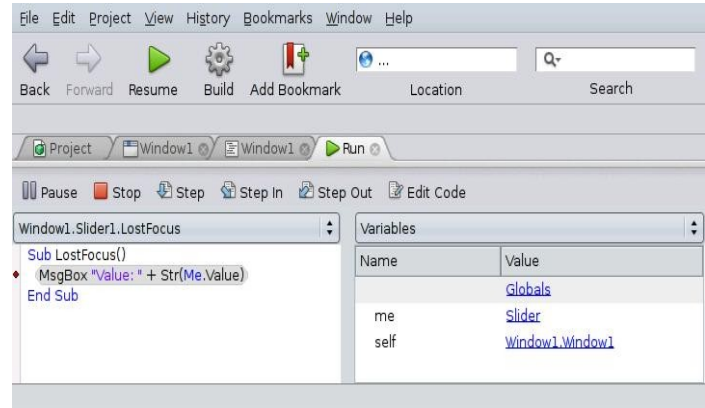 File Edit Project View History Bookmarks Window Help
Back Forward Resume Build Add Bookmark ... Location Search
Project Window1 Window1 Run
Pause Stop Step Step In Step Out Edit Code
Window1.Slider1.LostFocus
Sub LostFocus()
MsgBox "Value: " + Str(Me.Value)
End Sub
Variables
Name Value
Globals
me Slider
self Window1.Window1